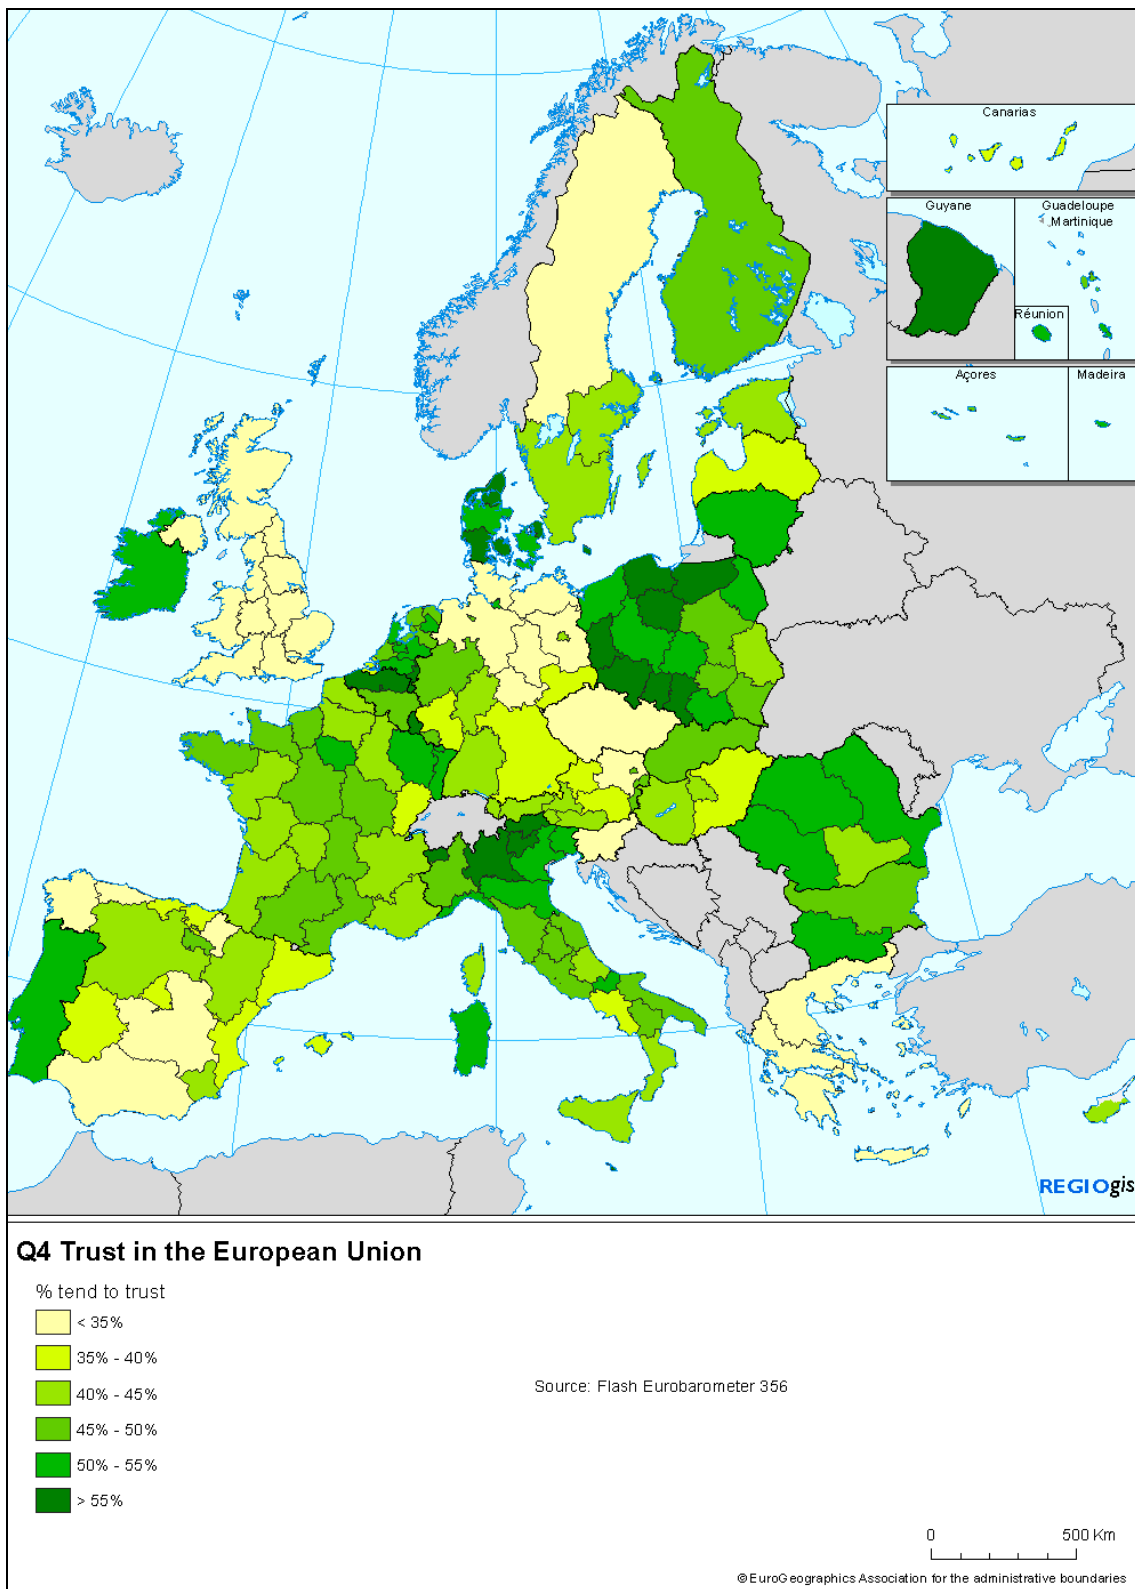 Canarias
Guyane
Guadeloupe
Martinique
Réunion
Açores
Madeira
REGIOgis
Q4 Trust in the European Union
% tend to trust
< 35%
35% - 40%
40% - 45%
45% - 50%
50% - 55%
> 55%
Source: Flash Eurobarometer 356
0 500 Km
© EuroGeographics Association for the administrative boundaries